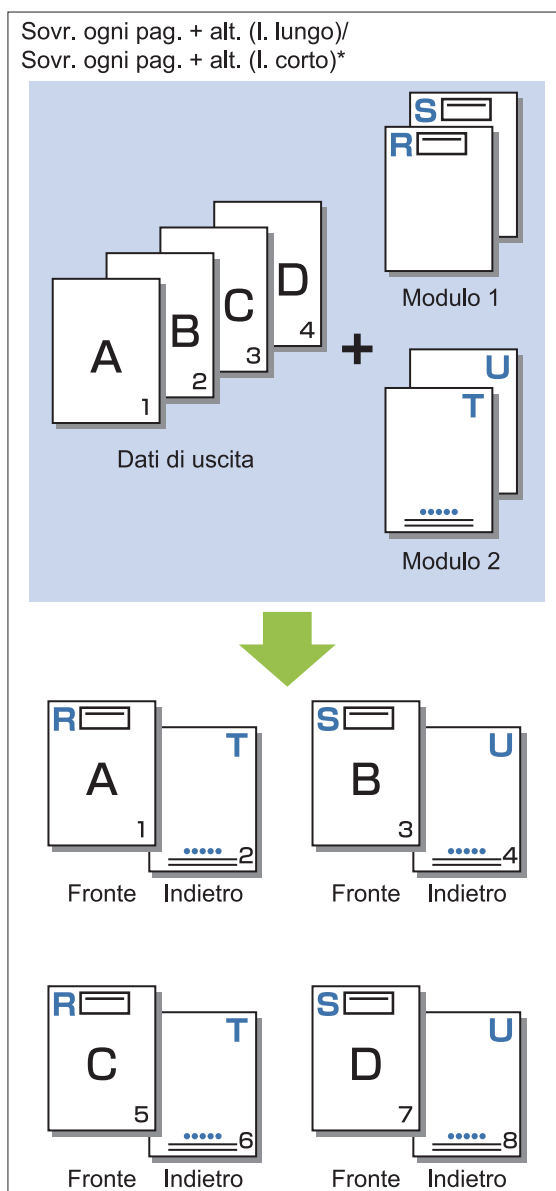 Sovr. ogni pag. + alt. (l. lungo)/
Sovr. ogni pag. + alt. (l. corto)*
S
R
Modulo 1
A
1
B
2
C
3
D
4
+
Dati di uscita
U
T
Modulo 2
R
A
1
T
2
Fronte Indietro
S
B
3
U
4
Fronte Indietro
R
C
5
T
6
Fronte Indietro
S
D
7
U
8
Fronte Indietro